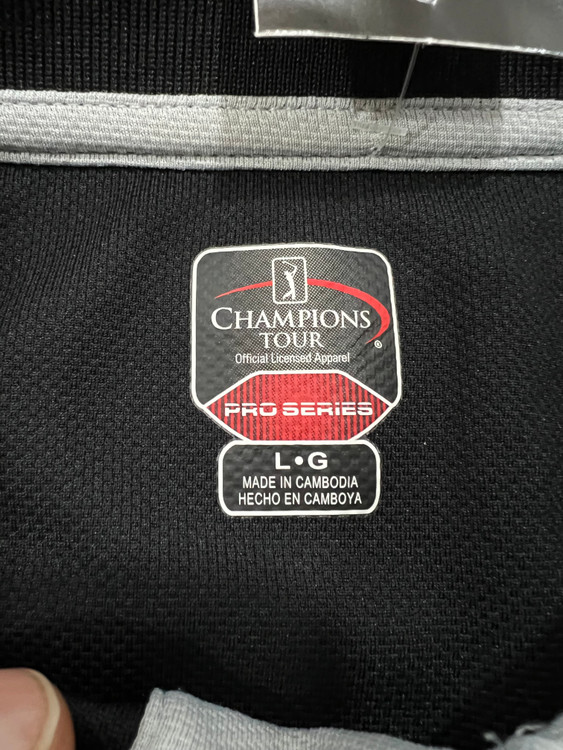 CHAMPIONS
TOUR
®
Official Licensed Apparel
PRO SERIES
L•G
MADE IN CAMBODIA
HECHO EN CAMBOYA